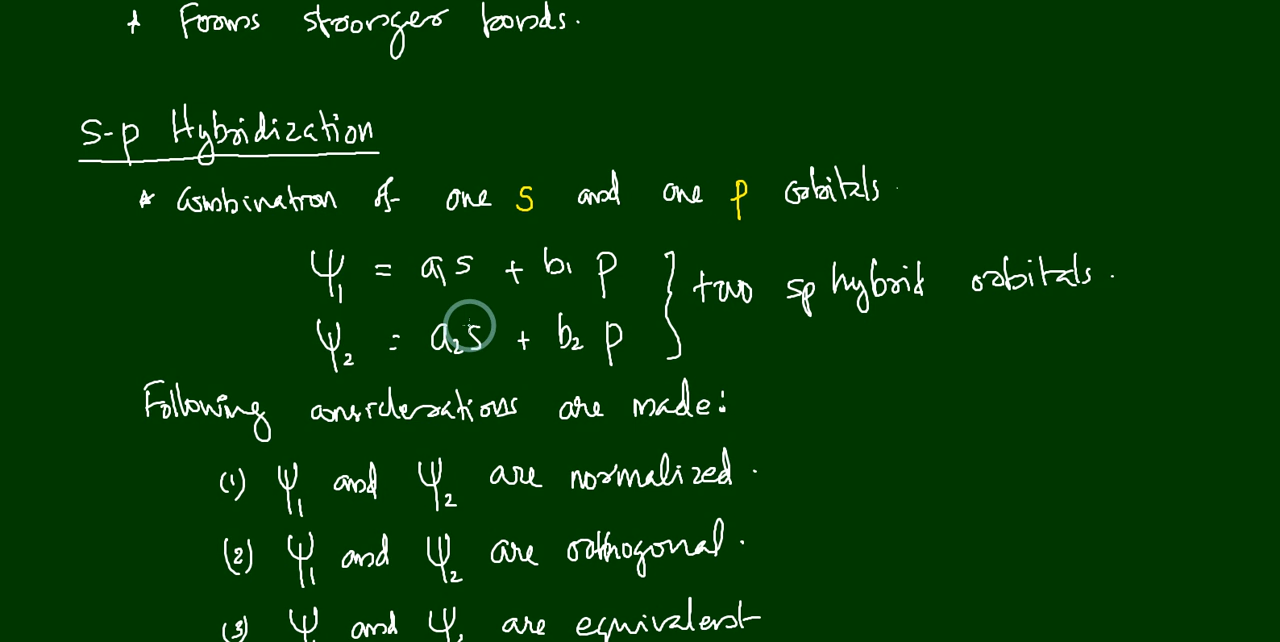 * Forms stronger bonds.
S-p Hybridization
* Combination of one s and one p orbitals.
ψ₁ = a₁s + b₁ p } two sp hybrid orbitals.
ψ₂ = a₂s + b₂ p
Following considerations are made:
(1) ψ₁ and ψ₂ are normalized.
(2) ψ₁ and ψ₂ are orthogonal.
(3) ψ₁ and ψ₂ are equivalent